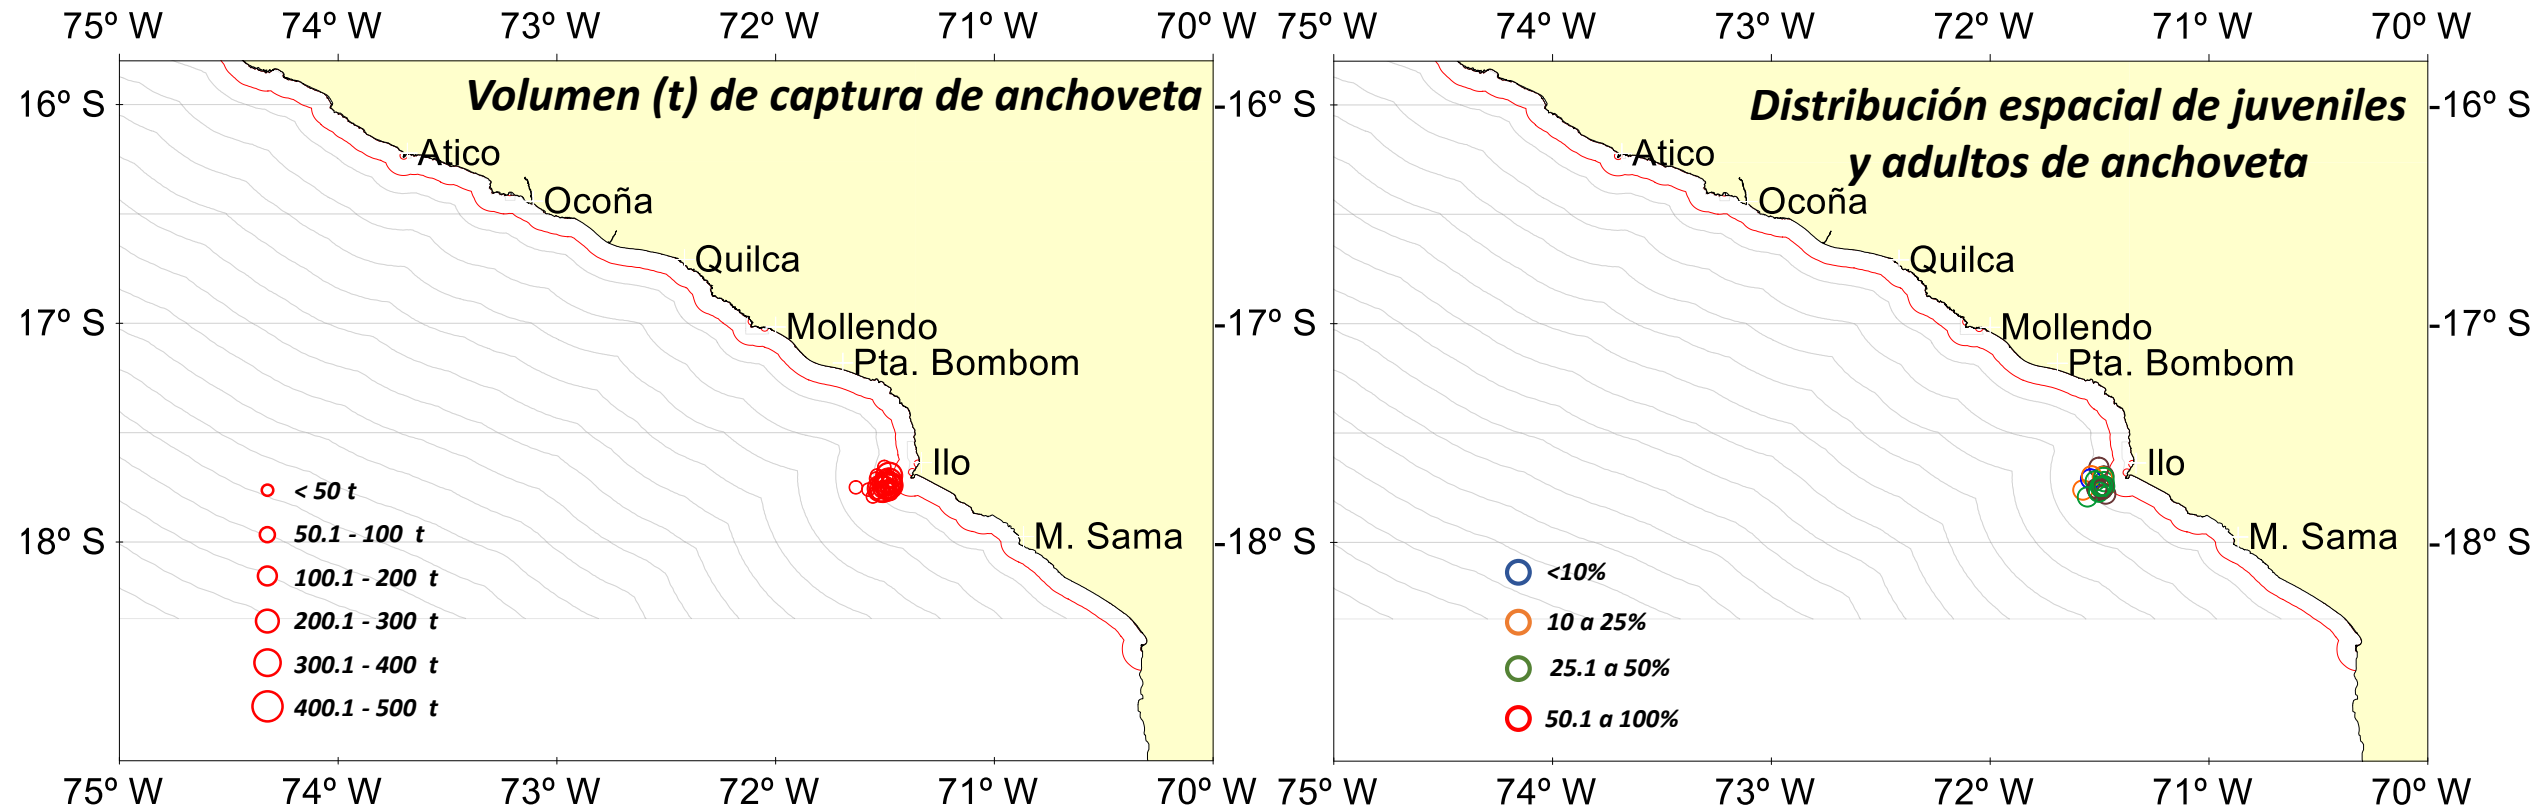 75º W 74º W 73º W 72º W 71º W 70º W
16º S
17º S
18º S
Volumen (t) de captura de anchoveta
Atico
Ocoña
Quilca
Mollendo
Pta. Bombom
Ilo
M. Sama
< 50 t
50.1 - 100 t
100.1 - 200 t
200.1 - 300 t
300.1 - 400 t
400.1 - 500 t
75º W 74º W 73º W 72º W 71º W 70º W
75º W 74º W 73º W 72º W 71º W 70º W
-16º S
-17º S
-18º S
Distribución espacial de juveniles
y adultos de anchoveta
Atico
Ocoña
Quilca
Mollendo
Pta. Bombom
Ilo
M. Sama
<10%
10 a 25%
25.1 a 50%
50.1 a 100%
-16º S
-17º S
-18º S
75º W 74º W 73º W 72º W 71º W 70º W